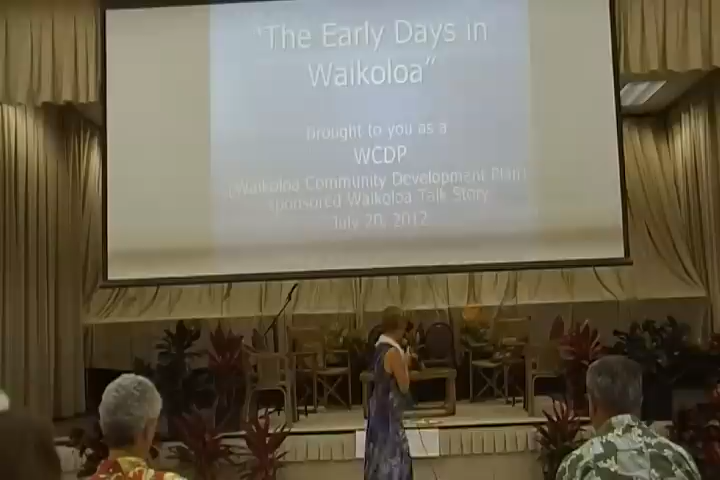 "The Early Days in
Waikoloa"
brought to you as a
WCDP
(Waikoloa Community Development Plan)
sponsored Waikoloa Talk Story
July 20, 2012